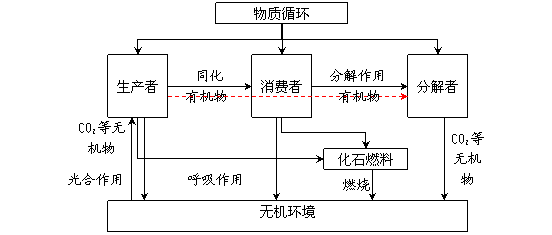 物质循环
生产者
同化
有机物
消费者
分解作用
有机物
分解者
CO₂等无
机物
光合作用
呼吸作用
化石燃料
燃烧
CO₂等
无机
物
无机环境